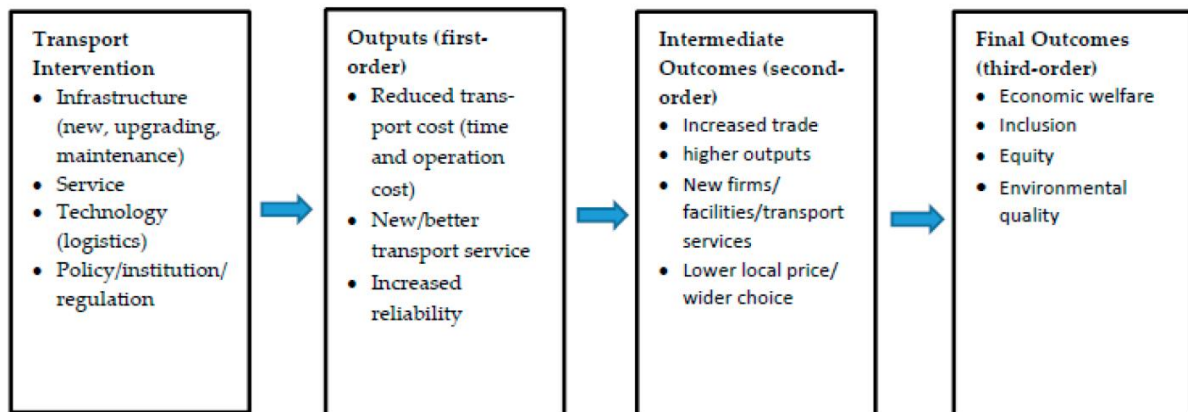 Transport
Intervention
• Infrastructure
(new, upgrading,
maintenance)
• Service
• Technology
(logistics)
• Policy/institution/
regulation
Outputs (first-
order)
• Reduced trans-
port cost (time
and operation
cost)
• New/better
transport service
• Increased
reliability
Intermediate
Outcomes (second-
order)
• Increased trade
• higher outputs
• New firms/
facilities/transport
services
• Lower local price/
wider choice
Final Outcomes
(third-order)
• Economic welfare
• Inclusion
• Equity
• Environmental
quality